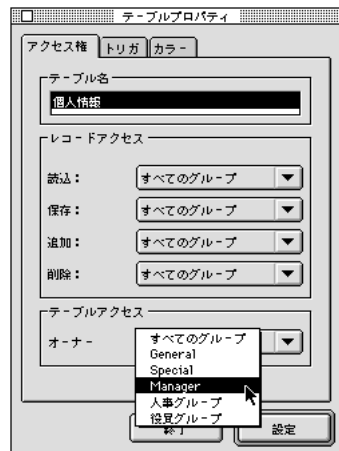 テーブルプロパティ
アクセス権 トリガ カラー
テーブル名
個人情報
レコードアクセス
読込： すべてのグループ
保存： すべてのグループ
追加： すべてのグループ
削除： すべてのグループ
テーブルアクセス
オーナー
すべてのグループ
General
Special
Manager
人事グループ
役員グループ
終了 設定